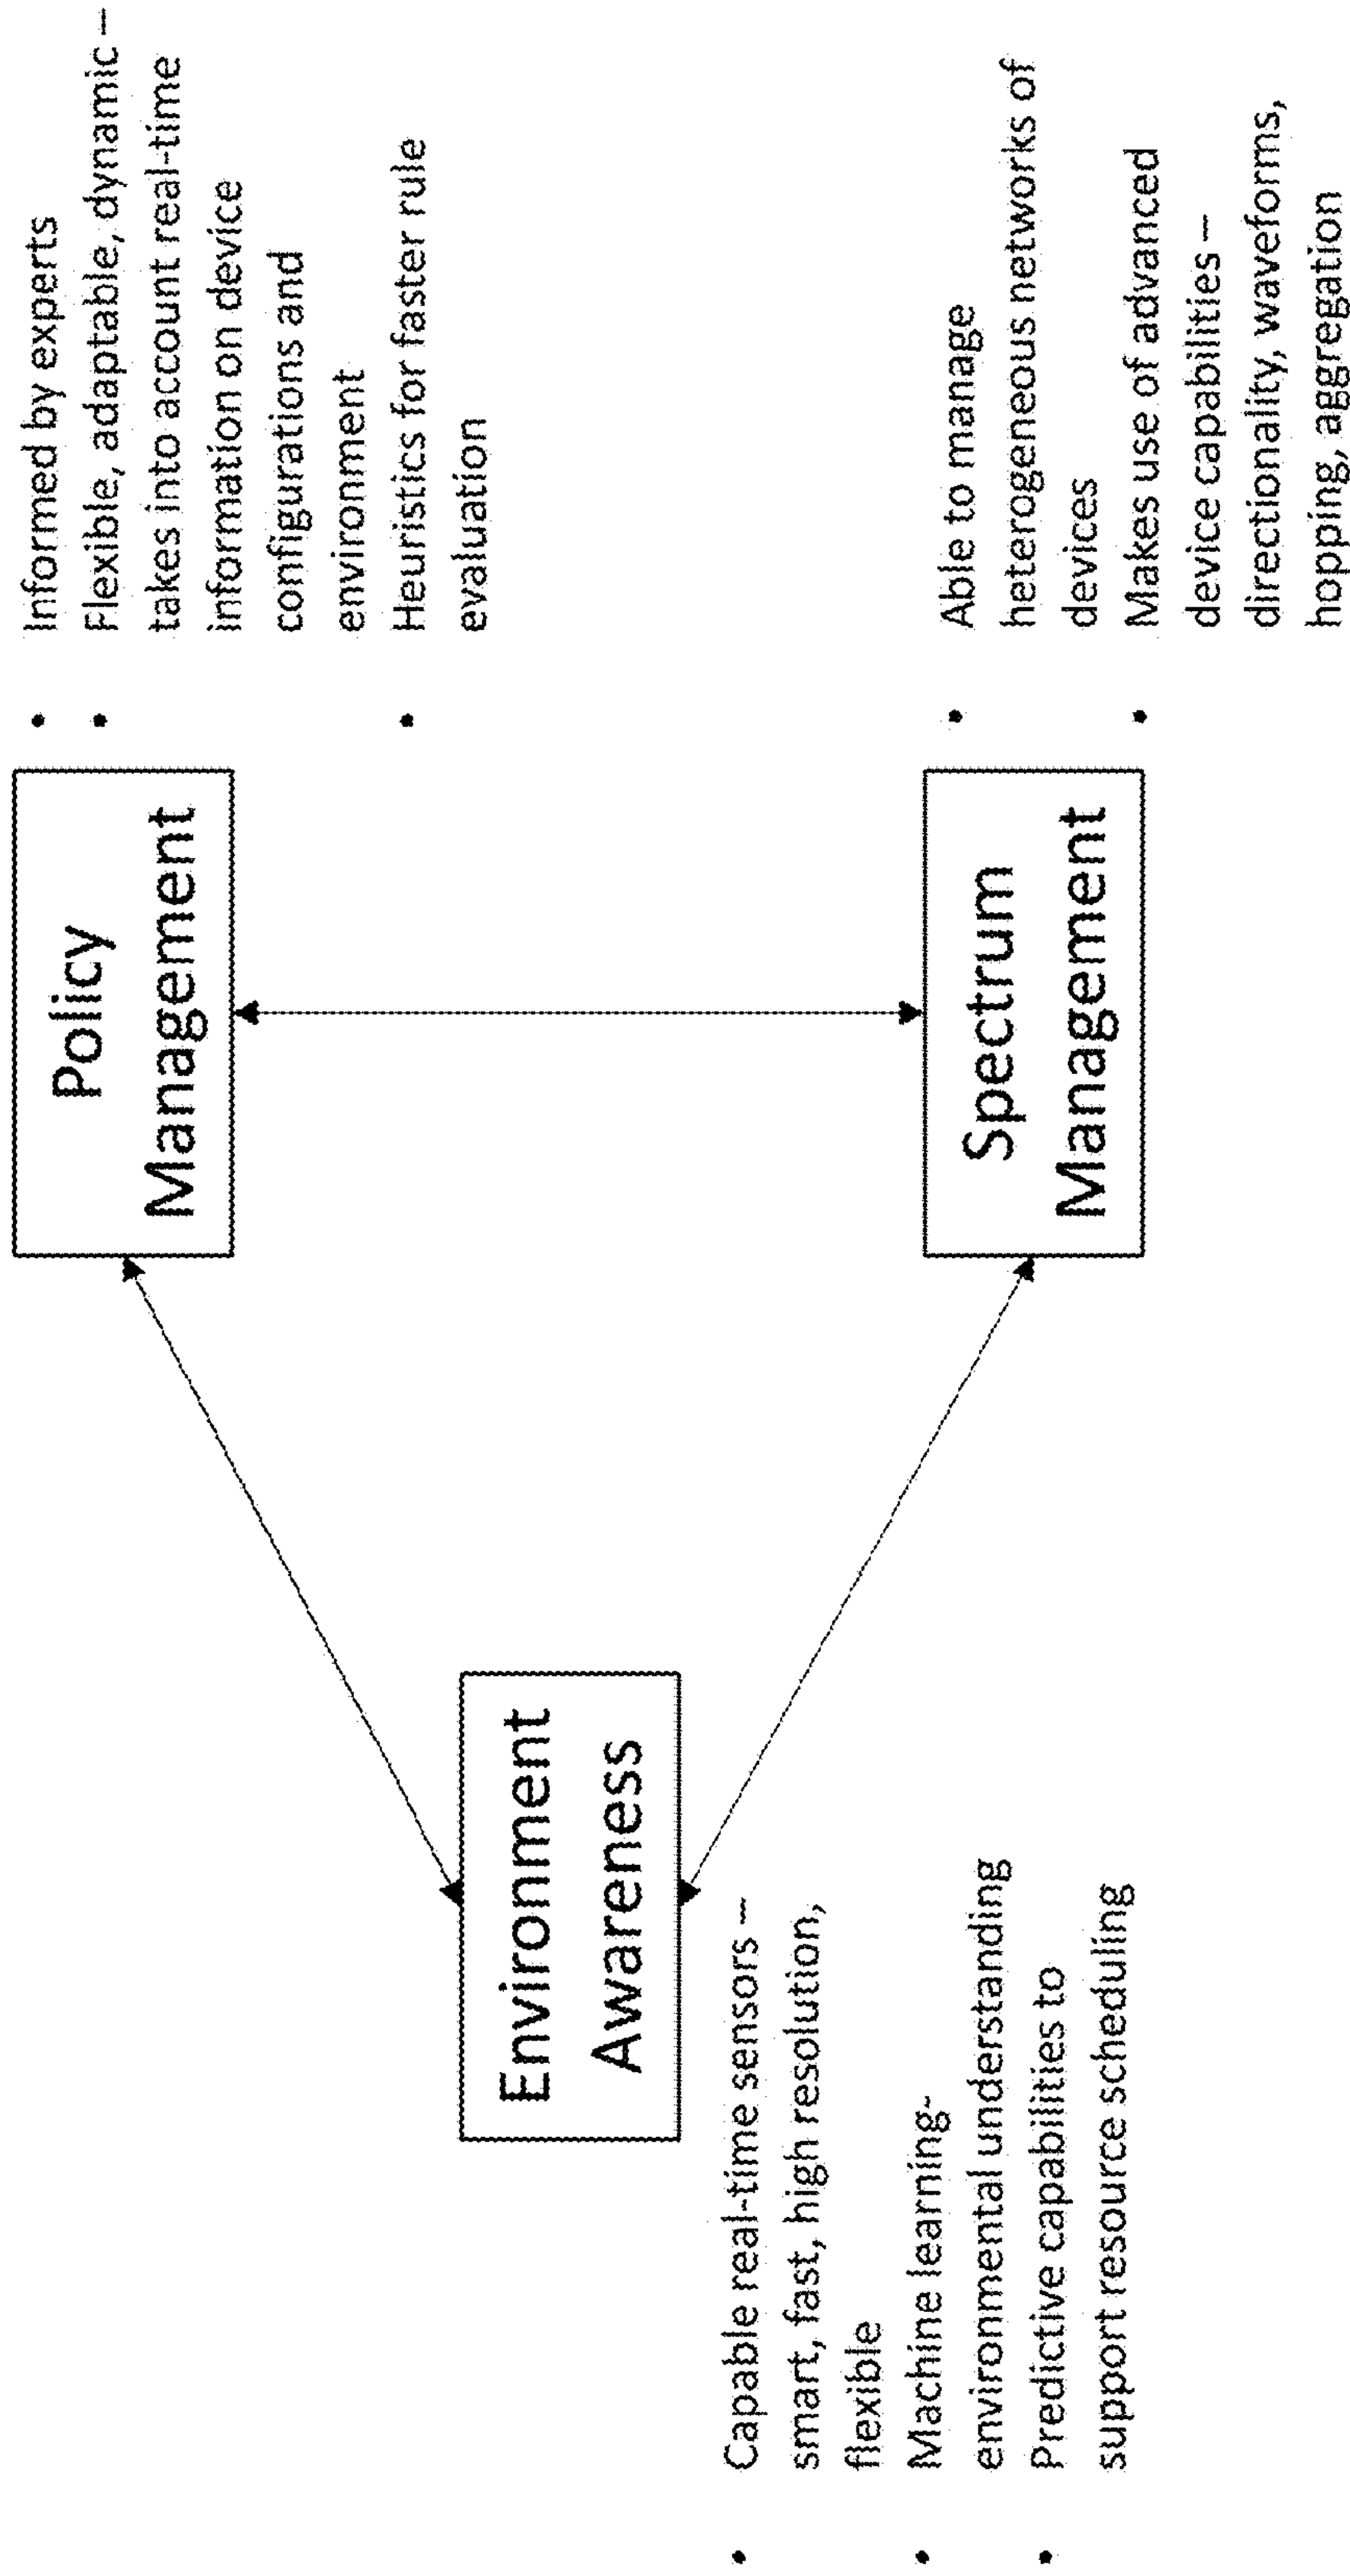 Policy
Management
• Informed by experts
• Flexible, adaptable, dynamic –
takes into account real-time
information on device
configurations and
environment
• Heuristics for faster rule
evaluation
Environment
Awareness
• Capable real-time sensors –
smart, fast, high resolution,
flexible
• Machine learning-
environmental understanding
• Predictive capabilities to
support resource scheduling
Spectrum
Management
• Able to manage
heterogeneous networks of
devices
• Makes use of advanced
device capabilities –
directionality, waveforms,
hopping, aggregation